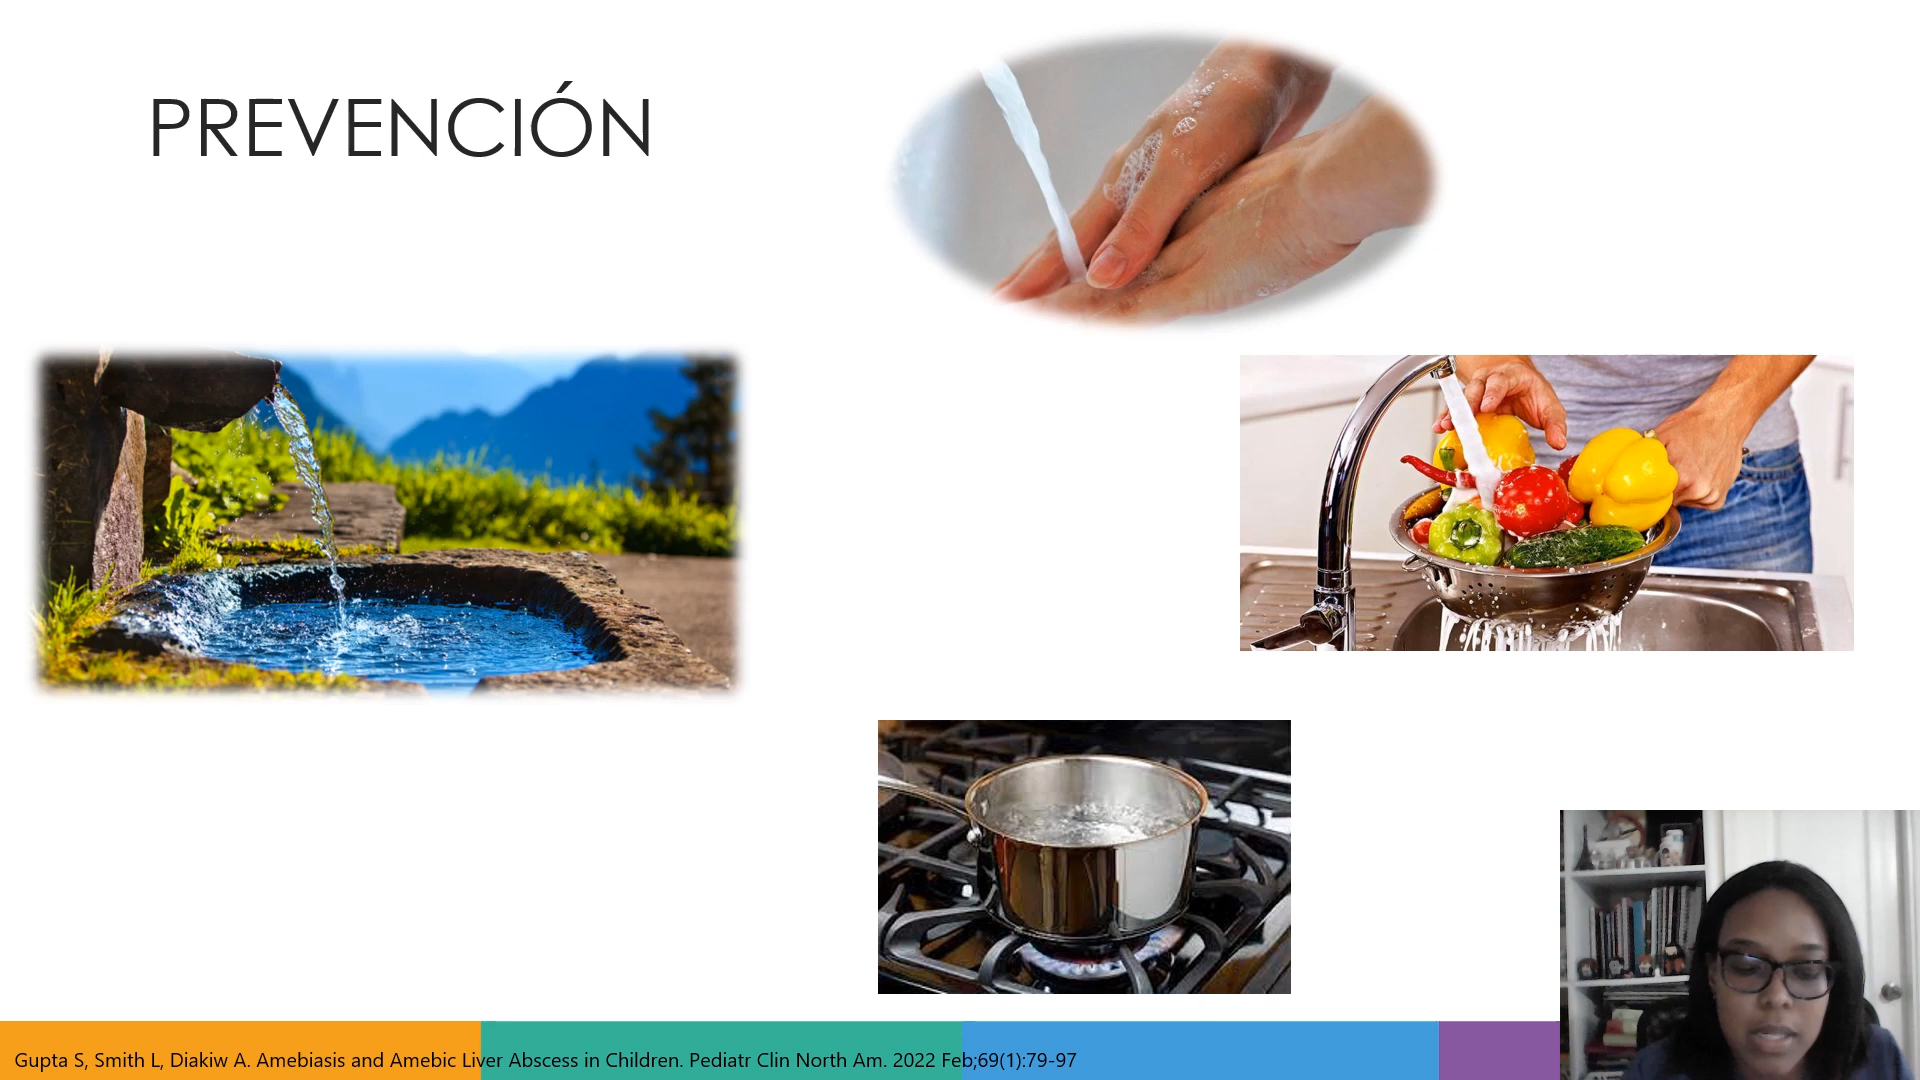 PREVENCIÓN
Gupta S, Smith L, Diakiw A. Amebiasis and Amebic Liver Abscess in Children. Pediatr Clin North Am. 2022 Feb;69(1):79-97